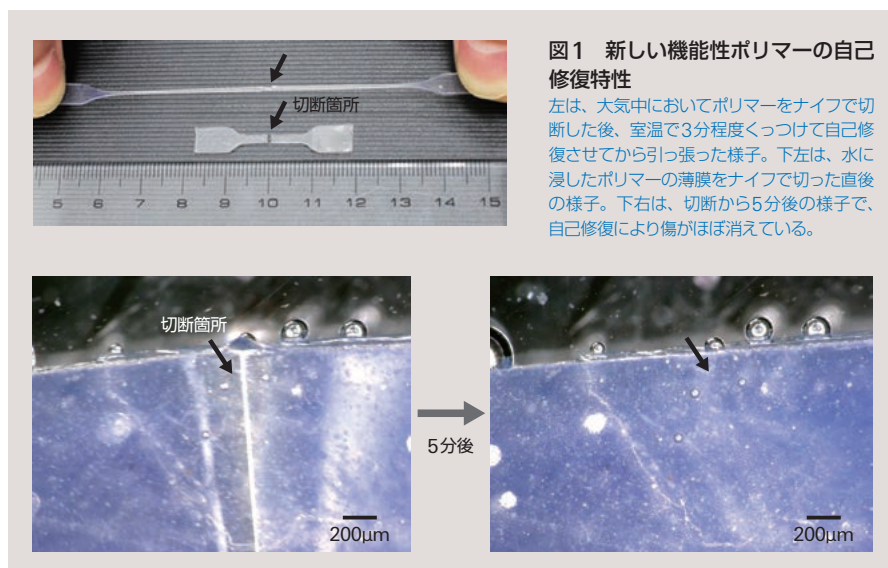 図1 新しい機能性ポリマーの自己
修復特性
左は、大気中においてポリマーをナイフで切
断した後、室温で3分程度くっつけて自己修
復させてから引っ張った様子。下左は、水に
浸したポリマーの薄膜をナイフで切った直後
の様子。下右は、切断から5分後の様子で、
自己修復により傷がほぼ消えている。
切断箇所
5 6 7 8 9 10 11 12 13 14 15
切断箇所
200μm
5分後
200μm